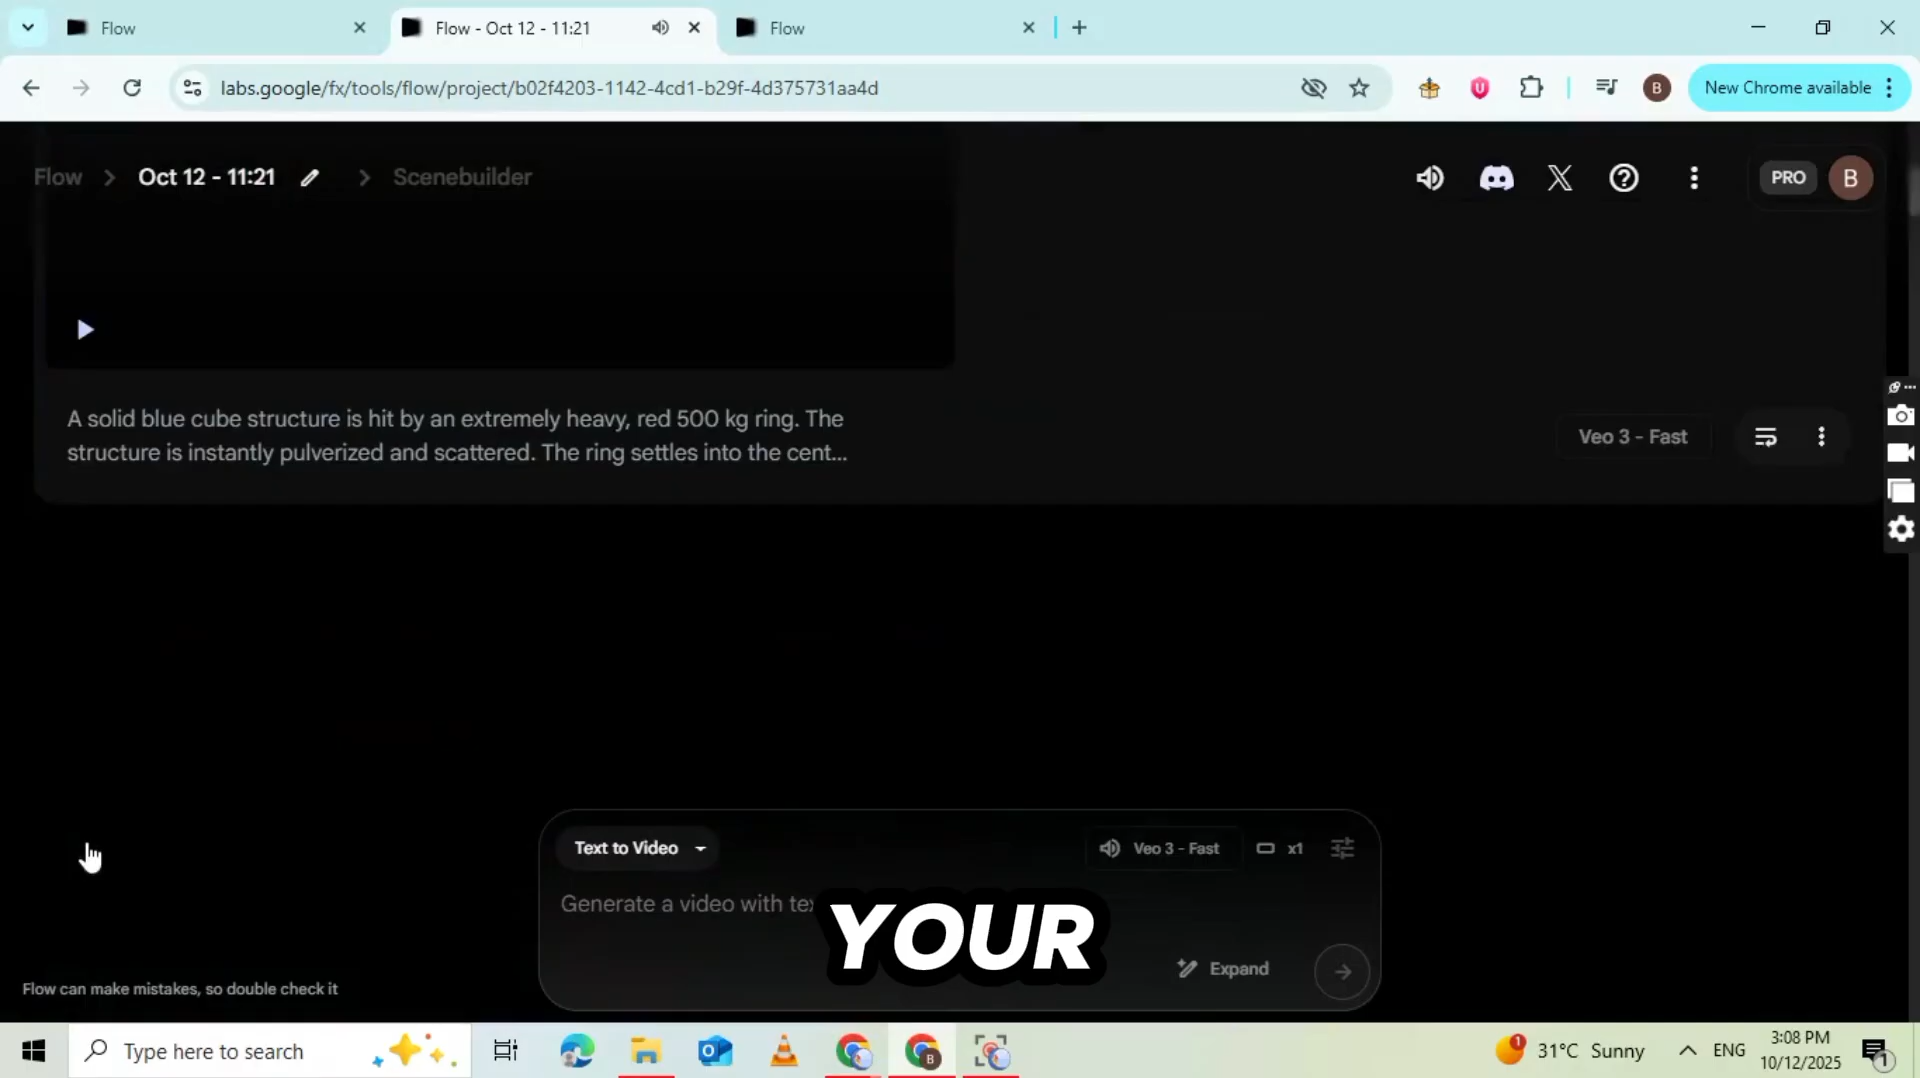 Flow
Flow - Oct 12 - 11:21
Flow
labs.google/fx/tools/flow/project/b02f4203-1142-4cd1-b29f-4d375731aa4d
B
New Chrome available
Flow > Oct 12 - 11:21 > Scenebuilder
PRO
B
A solid blue cube structure is hit by an extremely heavy, red 500 kg ring. The
structure is instantly pulverized and scattered. The ring settles into the cent...
Veo 3 - Fast
Text to Video
Veo 3 - Fast
x1
Generate a video with tex
YOUR
Expand
Flow can make mistakes, so double check it
Type here to search
31°C Sunny
ENG
3:08 PM
10/12/2025